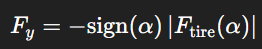 F_y = −sign(α) |F_tire(α)|